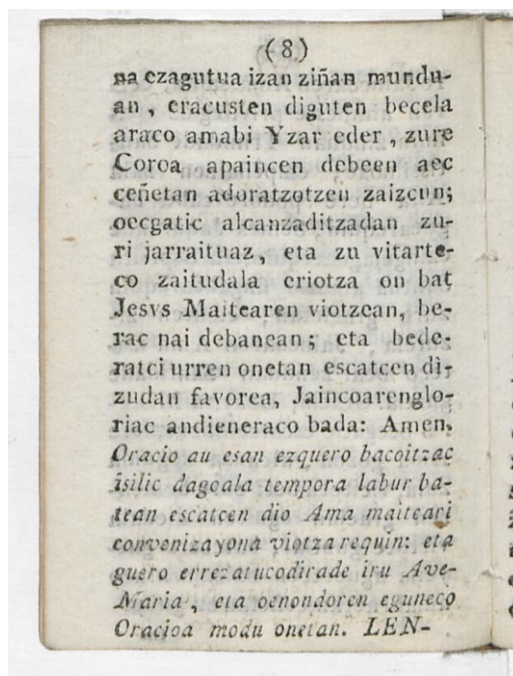 (8)
na ezagutua izan ziñan mundu-
an , eracusten diguten becela
araco amabi Yzar eder , zure
Coroa apaincen debeen aec
ceñetan adoratzotzen zaizcun;
oecgatic alcanzaditzadan zu-
ri jarraituaz, eta zu vitarte-
co zaitudala eriotza on bat
Jesvs Maitearen viotzean, be-
rac nai debanean; eta bede-
ratci urren onetan escatcen di-
zudan favorea, Jaincoarenglo-
riac andieneraco bada: Amen.
Oracio au esan ezquero bacoitzac
isilic dagoala tempora labur ba-
tean escatcen dio Ama maiteari
convenizayona viotzarequin: eta
guero errezatucodirade iru Ave-
Maria, eta oenondoren eguneco
Oracioa modu onetan. LEN-